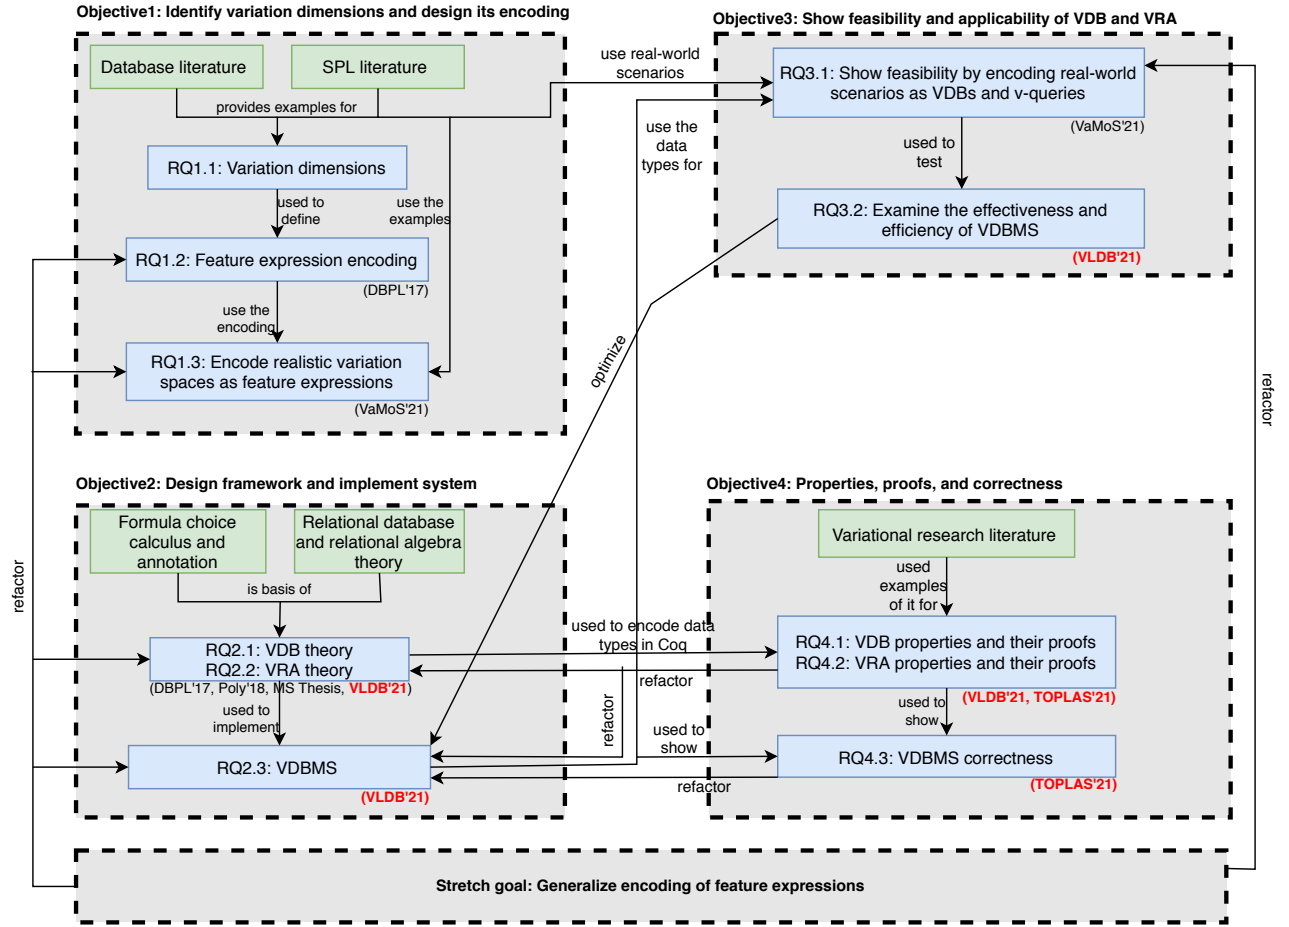 Objective1: Identify variation dimensions and design its encoding
Database literature
SPL literature
provides examples for
RQ1.1: Variation dimensions
used to
define
use the
examples
RQ1.2: Feature expression encoding
(DBPL'17)
use the
encoding
RQ1.3: Encode realistic variation
spaces as feature expressions
(VaMoS'21)
use real-world
scenarios
use the
data
types for
Objective3: Show feasibility and applicability of VDB and VRA
RQ3.1: Show feasibility by encoding real-world
scenarios as VDBs and v-queries
(VaMoS'21)
used to
test
RQ3.2: Examine the effectiveness and
efficiency of VDBMS
(VLDB'21)
optimize
refactor
refactor
Objective2: Design framework and implement system
Formula choice
calculus and
annotation
Relational database
and relational algebra
theory
is basis of
RQ2.1: VDB theory
RQ2.2: VRA theory
(DBPL'17, Poly'18, MS Thesis, VLDB'21)
used to
implement
RQ2.3: VDBMS
(VLDB'21)
used to encode data
types in Coq
refactor
refactor
used to
show
refactor
Objective4: Properties, proofs, and correctness
Variational research literature
used
examples
of it for
RQ4.1: VDB properties and their proofs
RQ4.2: VRA properties and their proofs
(VLDB'21, TOPLAS'21)
used to
show
RQ4.3: VDBMS correctness
(TOPLAS'21)
Stretch goal: Generalize encoding of feature expressions